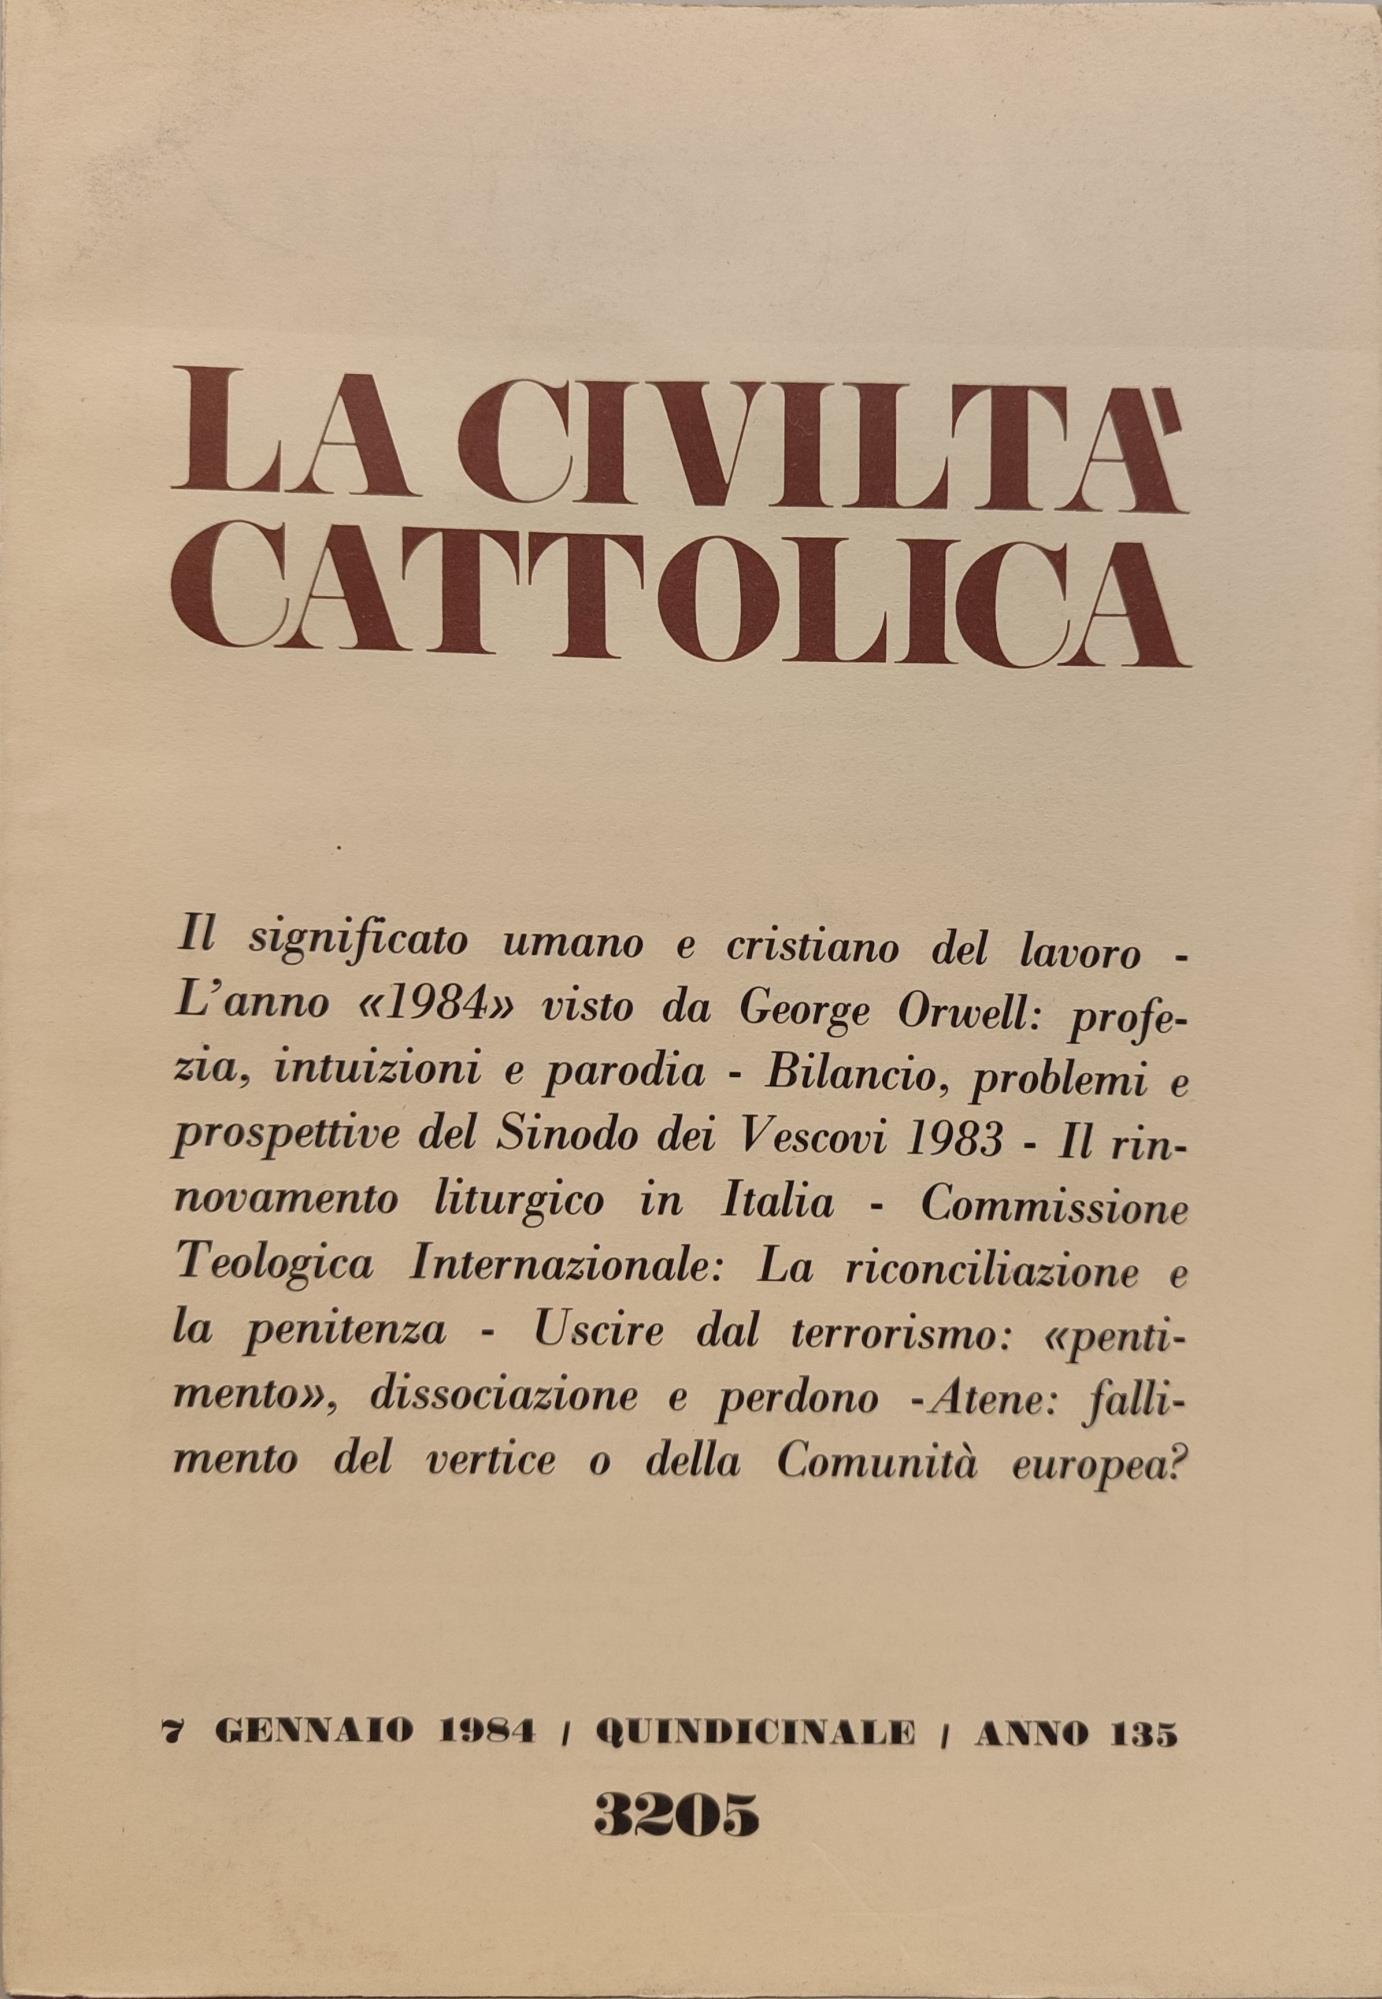 LA CIVILTÀ
CATTOLICA
Il significato umano e cristiano del lavoro -
L'anno «1984» visto da George Orwell: profe-
zia, intuizioni e parodia - Bilancio, problemi e
prospettive del Sinodo dei Vescovi 1983 - Il rin-
novamento liturgico in Italia - Commissione
Teologica Internazionale: La riconciliazione e
la penitenza - Uscire dal terrorismo: «penti-
mento», dissociazione e perdono -Atene: falli-
mento del vertice o della Comunità europea?
7 GENNAIO 1984 / QUINDICINALE / ANNO 135
3205